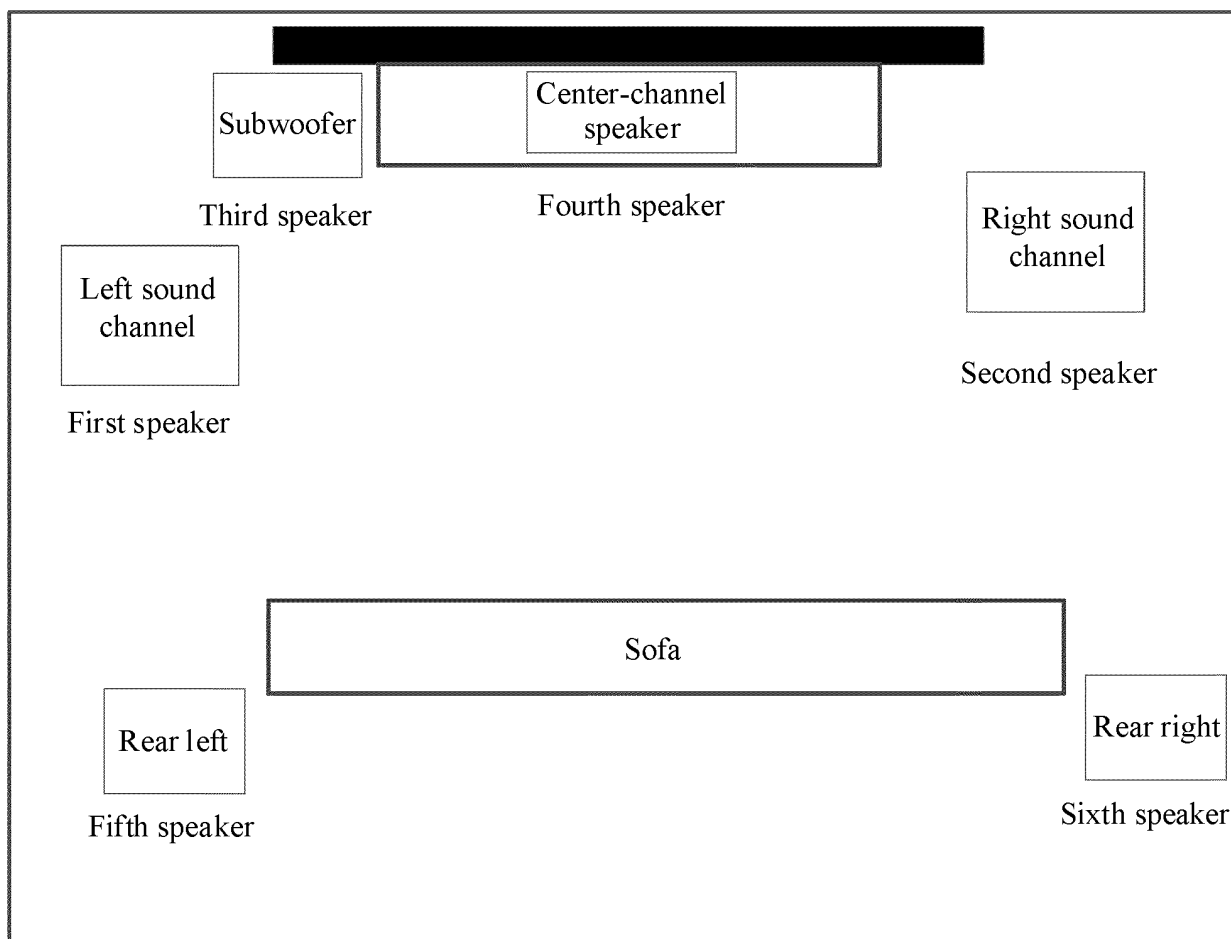 Subwoofer
Center-channel
speaker
Third speaker
Fourth speaker
Right sound
channel
Left sound
channel
Second speaker
First speaker
Sofa
Rear left
Rear right
Fifth speaker
Sixth speaker